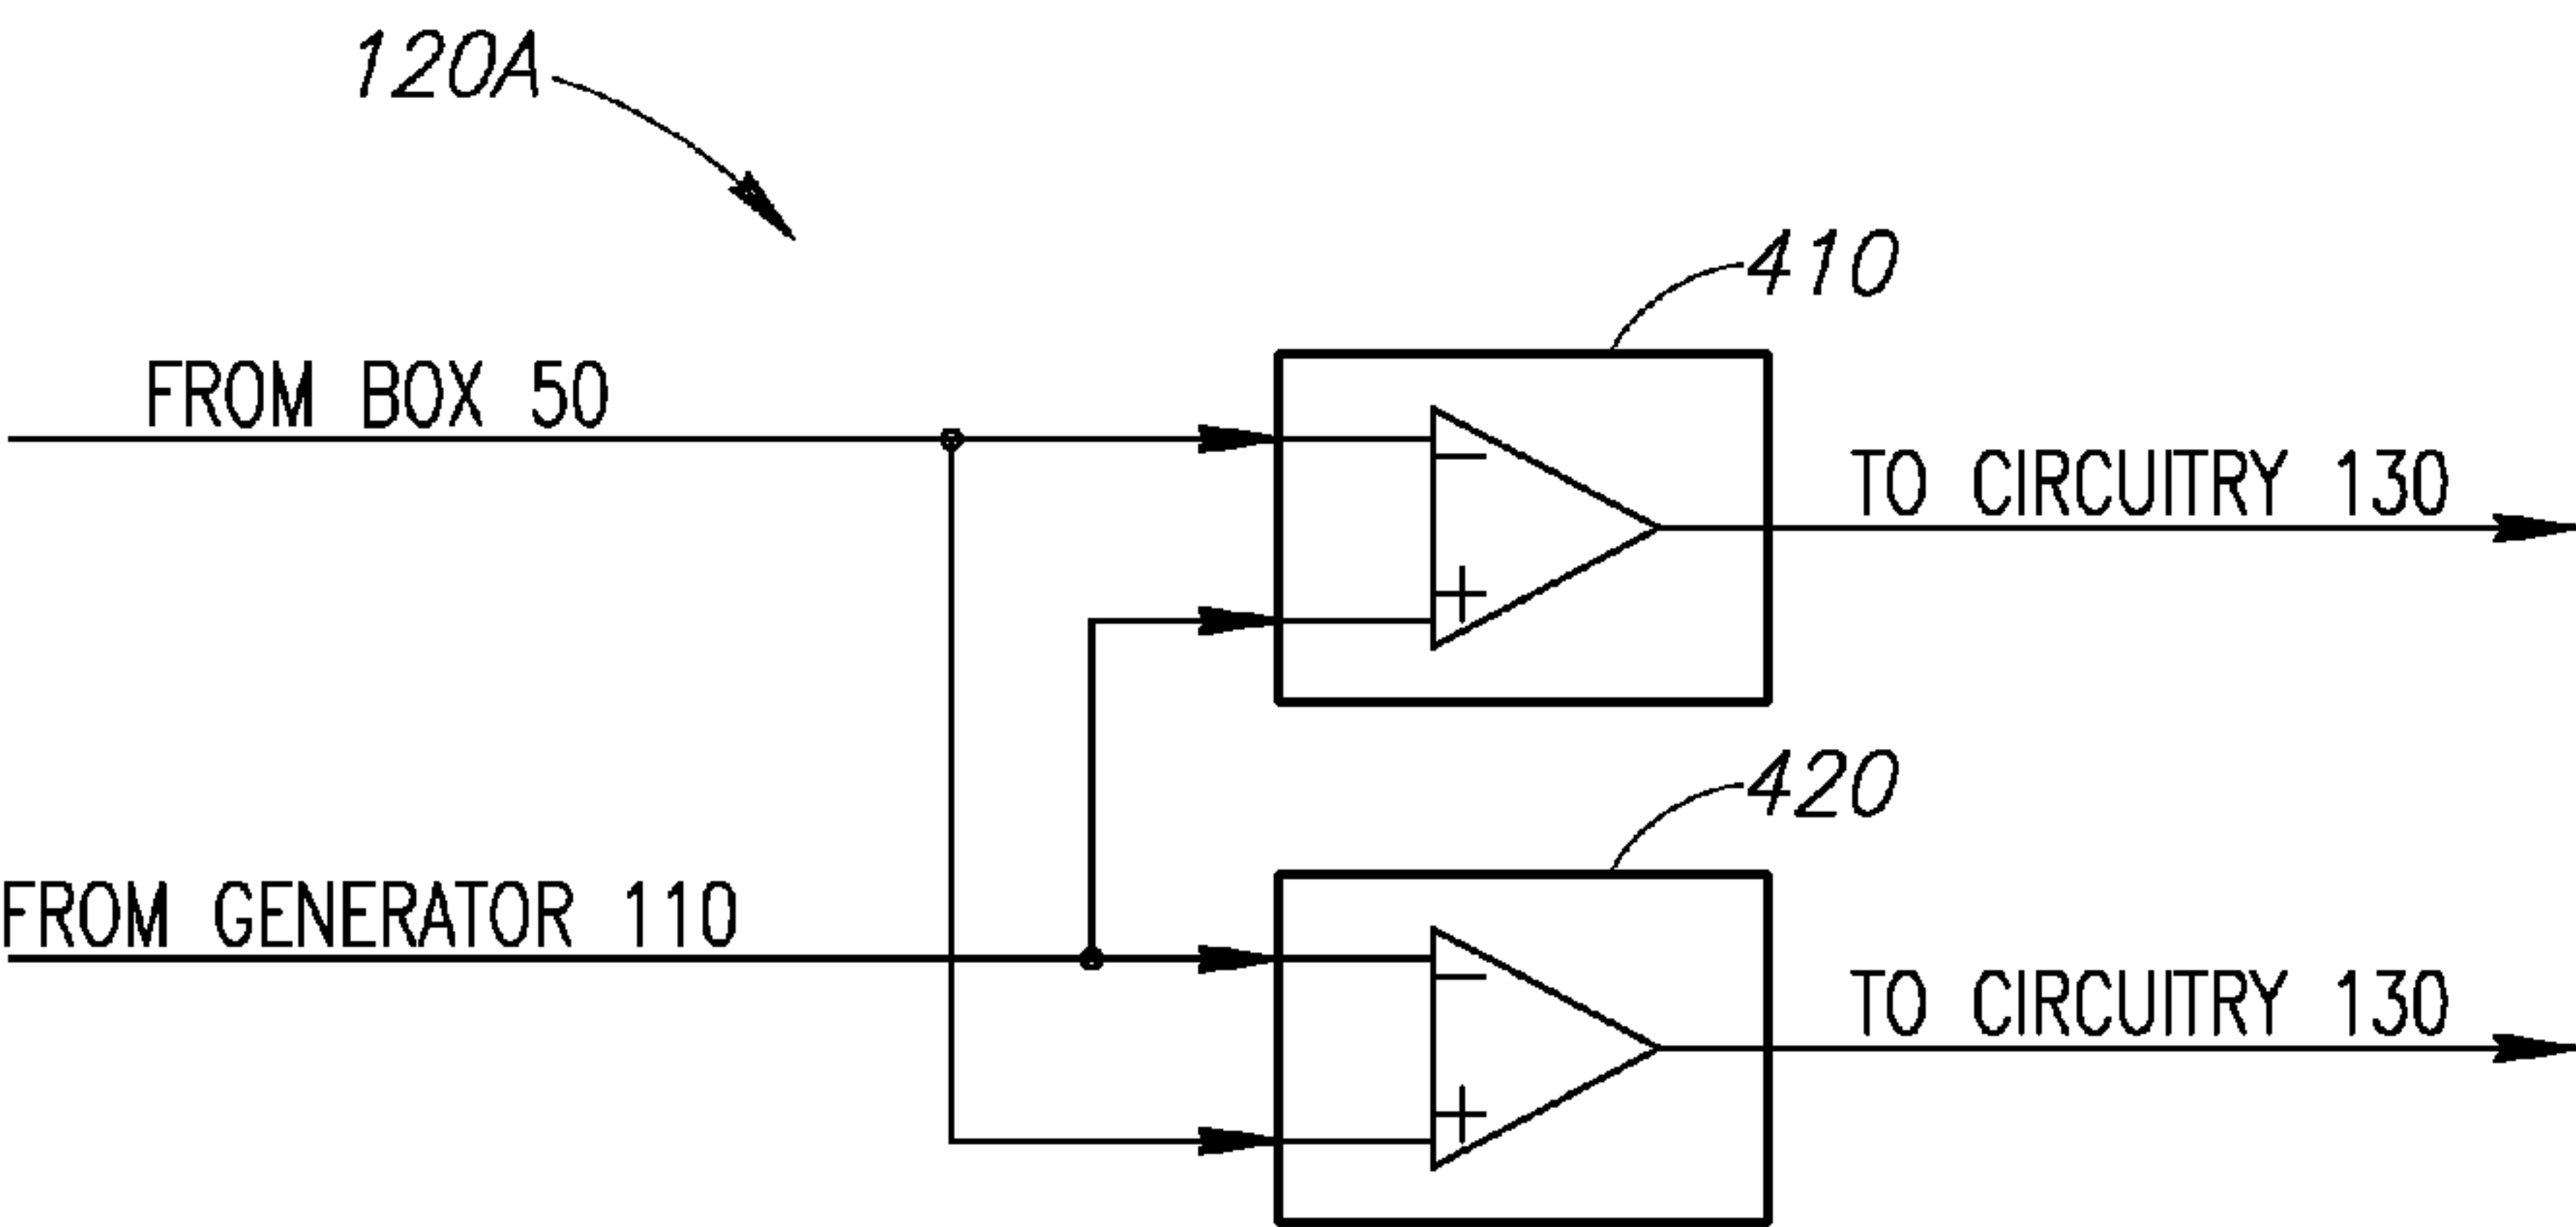 120A
410
FROM BOX 50
−
TO CIRCUITRY 130
+
420
FROM GENERATOR 110
−
TO CIRCUITRY 130
+